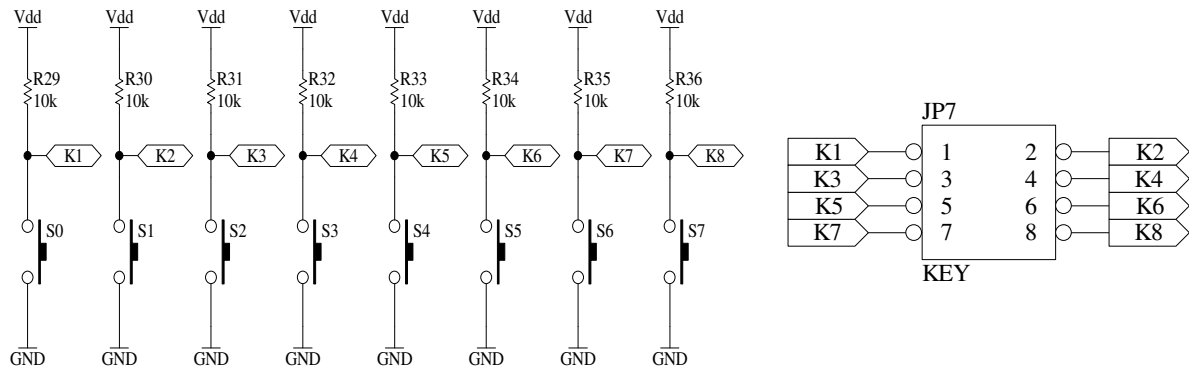 Vdd Vdd Vdd Vdd Vdd Vdd Vdd Vdd
R29 R30 R31 R32 R33 R34 R35 R36
10k 10k 10k 10k 10k 10k 10k 10k
K1 K2 K3 K4 K5 K6 K7 K8
S0 S1 S2 S3 S4 S5 S6 S7
GND GND GND GND GND GND GND GND
JP7
K1 1 2 K2
K3 3 4 K4
K5 5 6 K6
K7 7 8 K8
KEY